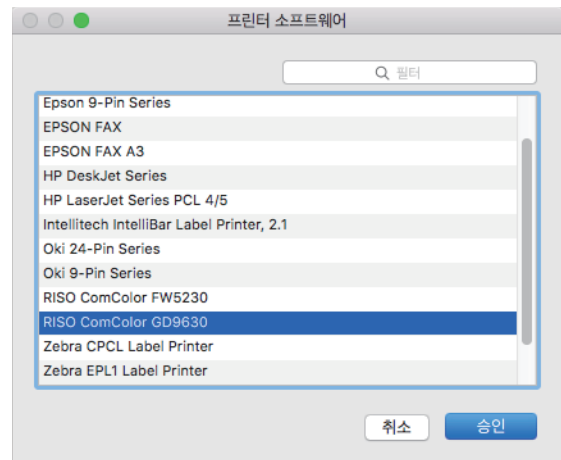 프린터 소프트웨어
필터
Epson 9-Pin Series
EPSON FAX
EPSON FAX A3
HP DeskJet Series
HP LaserJet Series PCL 4/5
Intellitech IntelliBar Label Printer, 2.1
Oki 24-Pin Series
Oki 9-Pin Series
RISO ComColor FW5230
RISO ComColor GD9630
Zebra CPCL Label Printer
Zebra EPL1 Label Printer
취소 승인